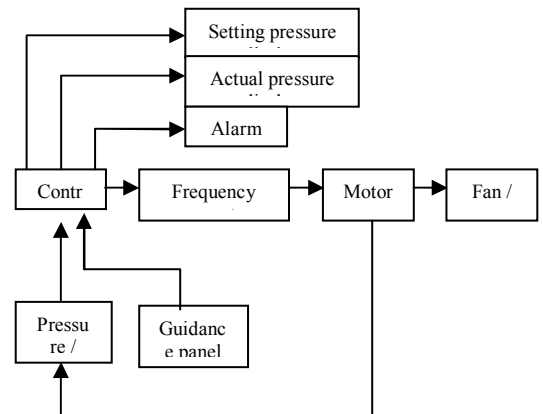 Setting pressure
Actual pressure
Alarm
Contr
Frequency
Motor
Fan /
Pressu
re /
Guidanc
e panel